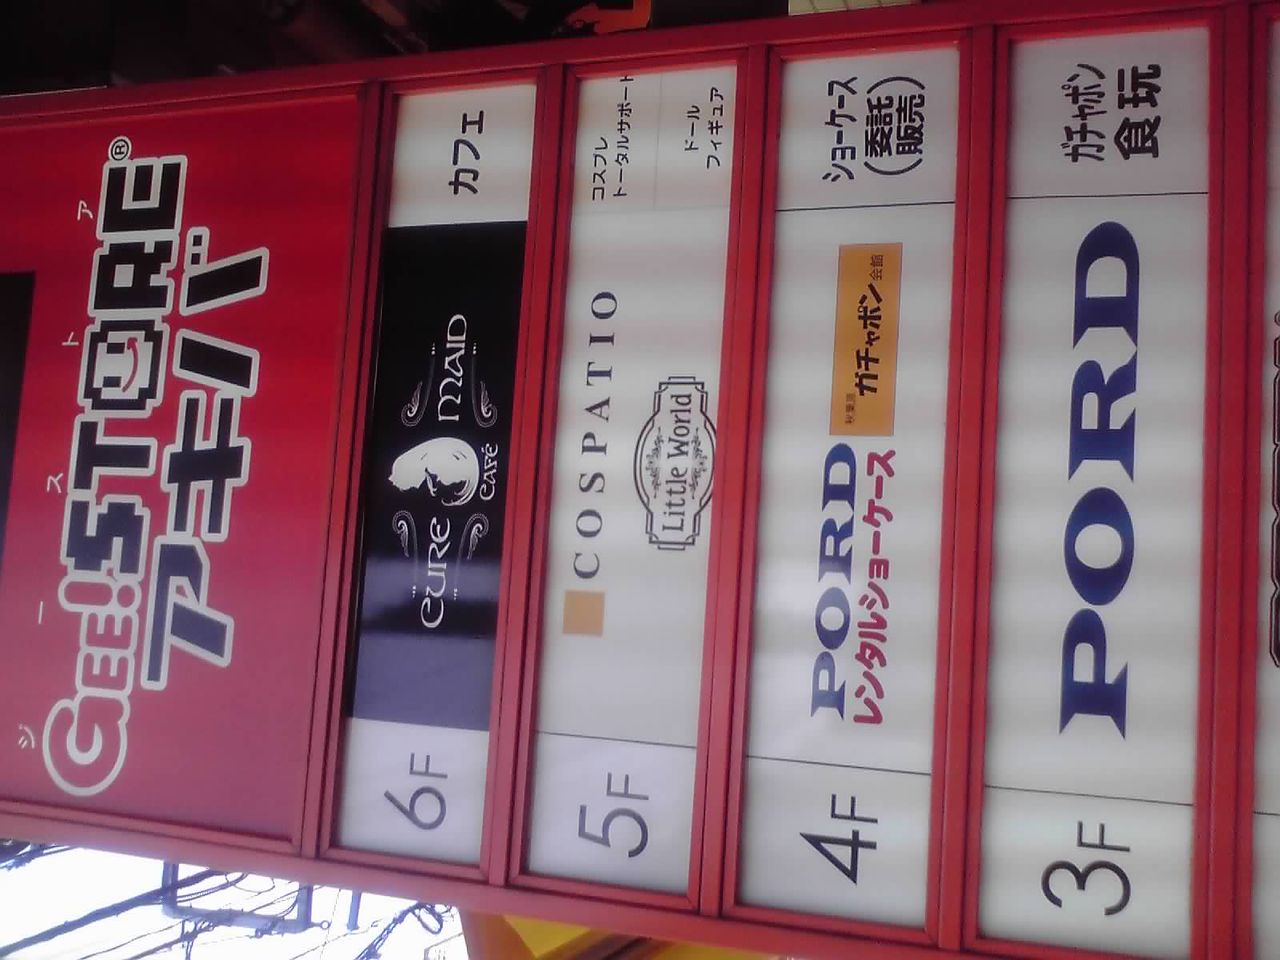 ジーストア
GEE!STORE®
アキバ
6F
CURE MAID
CAFÉ
カフェ
5F
COSPATIO
Little World
コスプレ
トータルサポート
ドール
フィギュア
4F
PORD
レンタルショーケース
秋葉原
ガチャポン会館
ショーケース
(委託)
(販売)
3F
PORD
ガチャポン
食玩